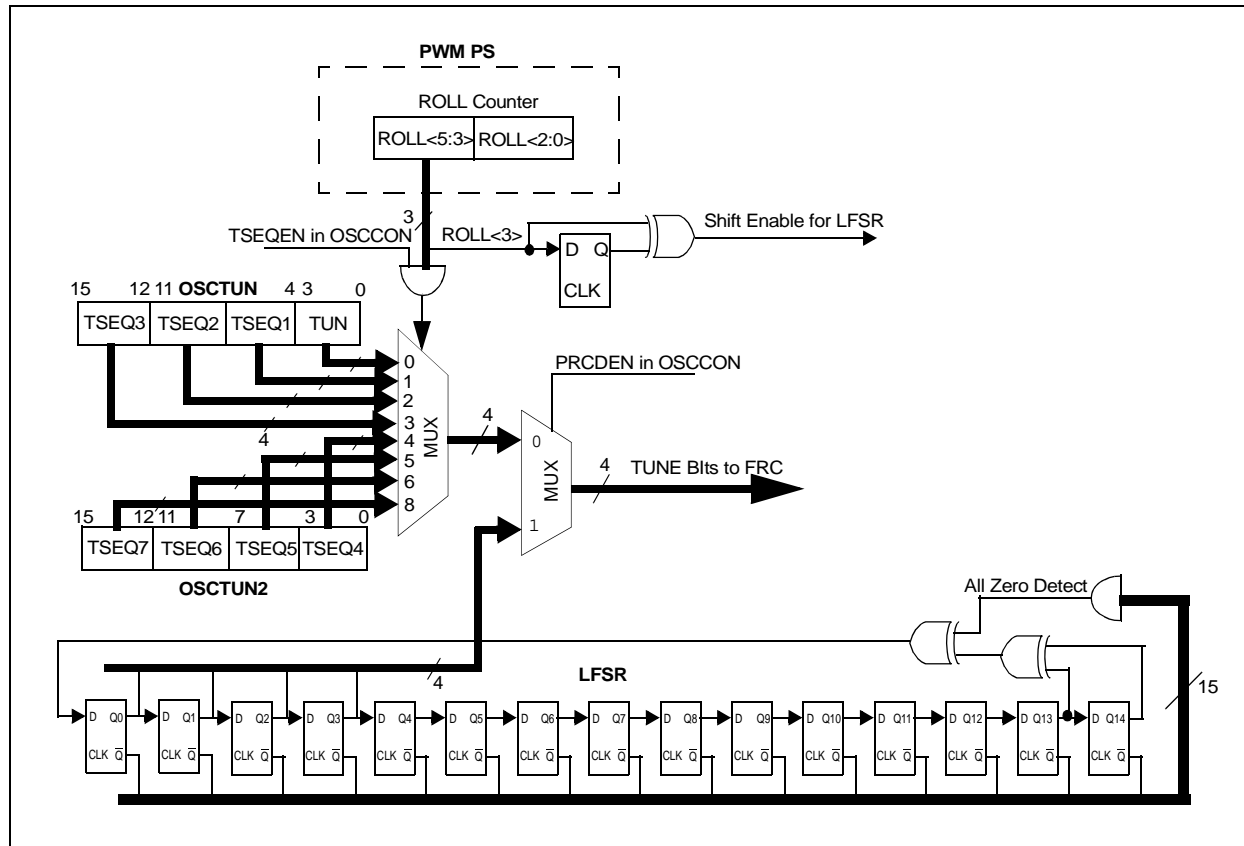 PWM PS
ROLL Counter
ROLL<5:3> ROLL<2:0>
3
TSEQEN in OSCCON
ROLL<3>
Shift Enable for LFSR
D Q
CLK
15 12 11 OSCTUN 4 3 0
TSEQ3 TSEQ2 TSEQ1 TUN
0
1
2
3
4
5
6
8
MUX
4
PRCDEN in OSCCON
4
0
MUX
1
4
TUNE BIts to FRC
15 12 11 7 3 0
TSEQ7 TSEQ6 TSEQ5 TSEQ4
OSCTUN2
All Zero Detect
4
LFSR
15
D Q0 D Q1 D Q2 D Q3 D Q4 D Q5 D Q6 D Q7 D Q8 D Q9 D Q10 D Q11 D Q12 D Q13 D Q14
CLK Q̅ CLK Q̅ CLK Q̅ CLK Q̅ CLK Q̅ CLK Q̅ CLK Q̅ CLK Q̅ CLK Q̅ CLK Q̅ CLK Q̅ CLK Q̅ CLK Q̅ CLK Q̅ CLK Q̅